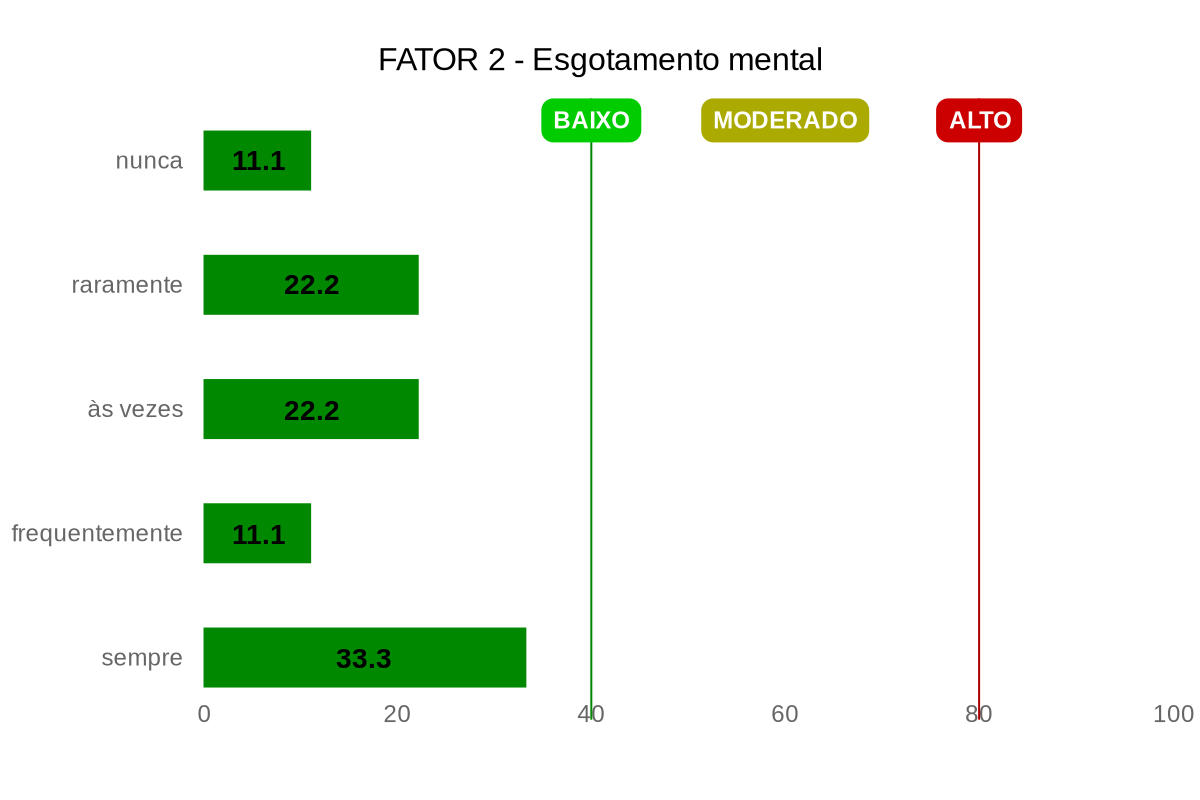 FATOR 2 - Esgotamento mental
BAIXO MODERADO ALTO
nunca 11.1
raramente 22.2
às vezes 22.2
frequentemente 11.1
sempre 33.3
0 20 40 60 80 100